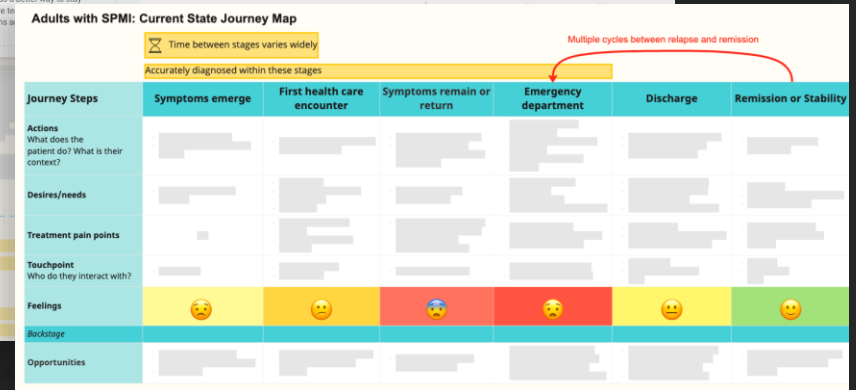 Adults with SPMI: Current State Journey Map
Time between stages varies widely
Multiple cycles between relapse and remission
Accurately diagnosed within these stages
Journey Steps
Symptoms emerge
First health care
encounter
Symptoms remain or
return
Emergency
department
Discharge
Remission or Stability
Actions
What does the
patient do? What is their
context?
Desires/needs
Treatment pain points
Touchpoint
Who do they interact with?
Feelings
Backstage
Opportunities